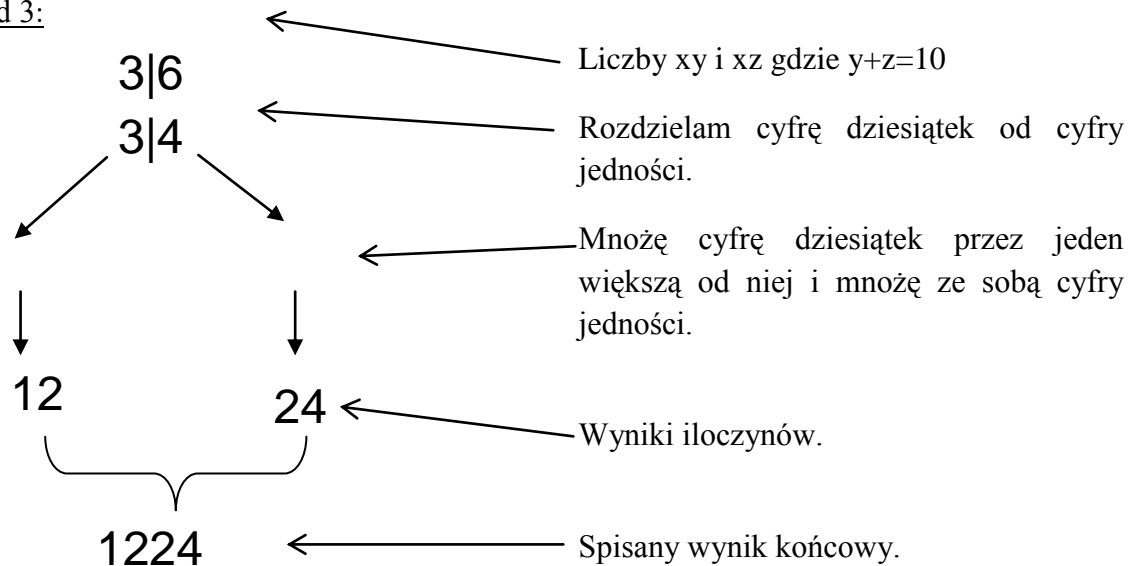 d 3:
Liczby xy i xz gdzie y+z=10
3|6
Rozdzielam cyfrę dziesiątek od cyfry
3|4
jedności.
Mnożę cyfrę dziesiątek przez jeden
większą od niej i mnożę ze sobą cyfry
jedności.
12
24
Wyniki iloczynów.
1224
Spisany wynik końcowy.